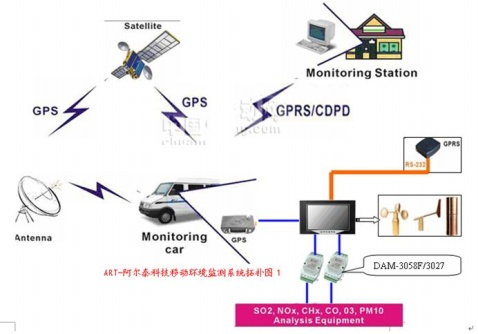 Satellite
Monitoring Station
GPS
GPS
GPRS/CDPD
GPRS
RS-232
Antenna
Monitoring
car
GPS
DAM-3058F/3027
ART-阿尔泰科技移动环境监测系统拓扑图 1
SO2, NOx, CHx, CO, 03, PM10
Analysis Equipment